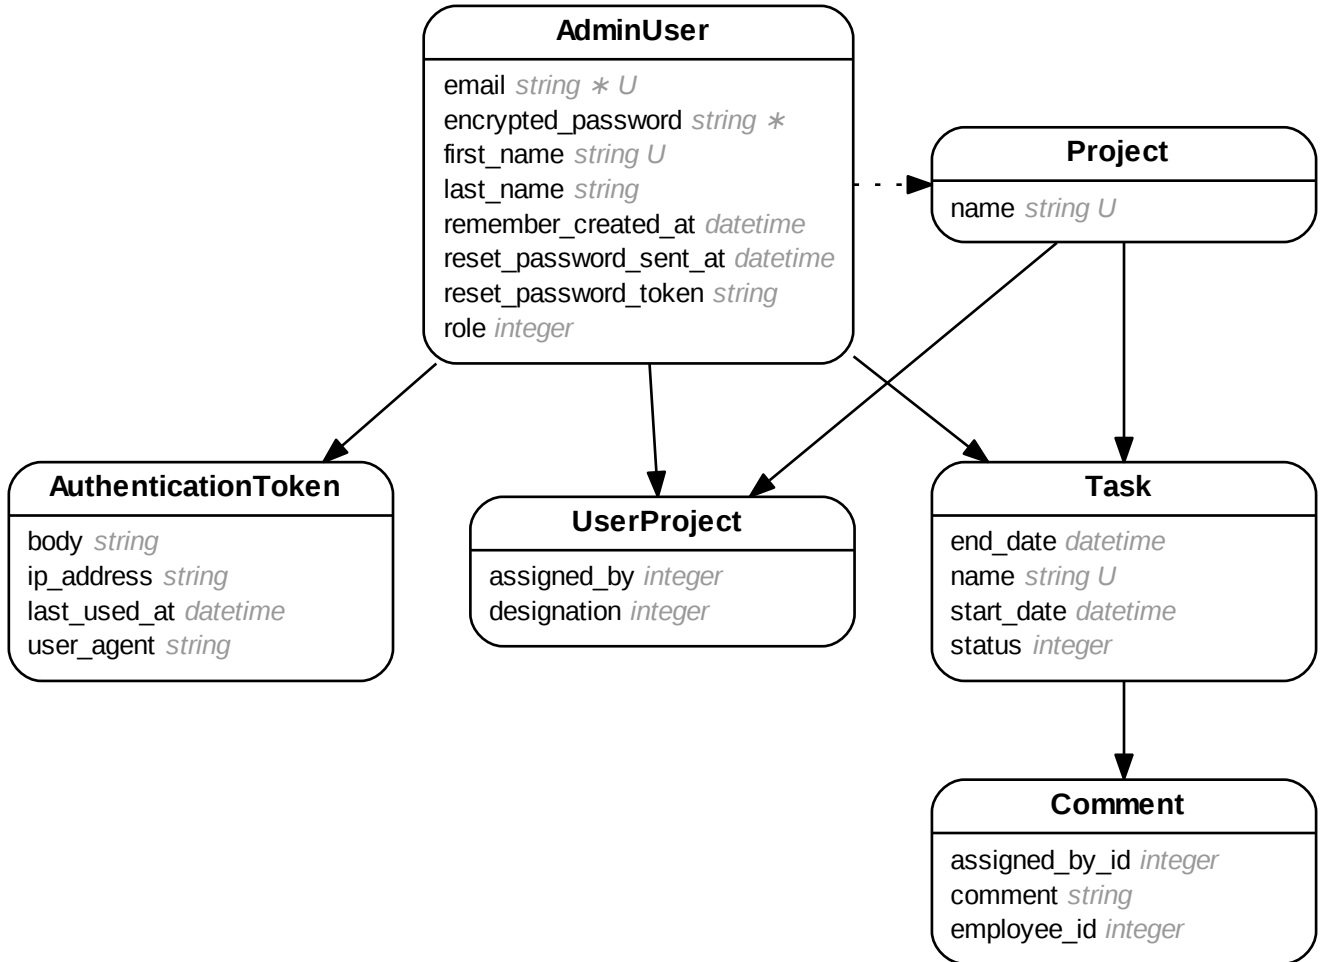 AdminUser
email string ∗ U
encrypted_password string ∗
first_name string U
last_name string
remember_created_at datetime
reset_password_sent_at datetime
reset_password_token string
role integer
Project
name string U
AuthenticationToken
body string
ip_address string
last_used_at datetime
user_agent string
UserProject
assigned_by integer
designation integer
Task
end_date datetime
name string U
start_date datetime
status integer
Comment
assigned_by_id integer
comment string
employee_id integer